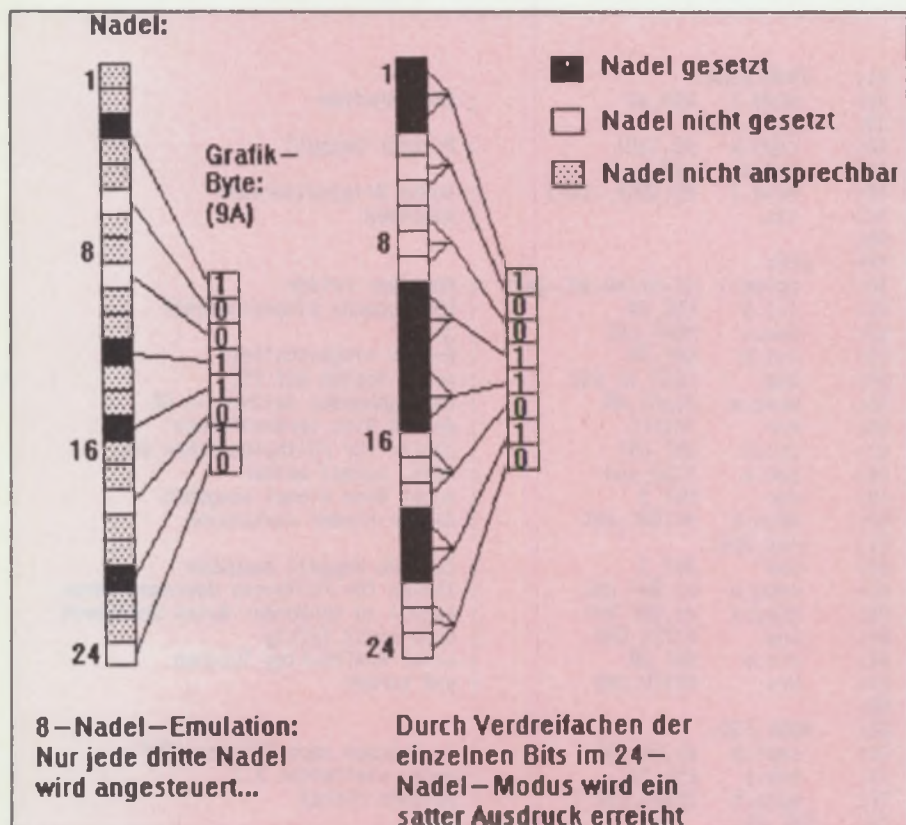 Nadel:
1
8
16
24
Grafik—
Byte:
(9A)
1
0
0
1
1
0
1
0
1
8
16
24
1
0
0
1
1
0
1
0
Nadel gesetzt
Nadel nicht gesetzt
Nadel nicht ansprechbar
8—Nadel—Emulation:
Nur jede dritte Nadel
wird angesteuert...
Durch Verdreifachen der
einzelnen Bits im 24—
Nadel—Modus wird ein
satter Ausdruck erreicht